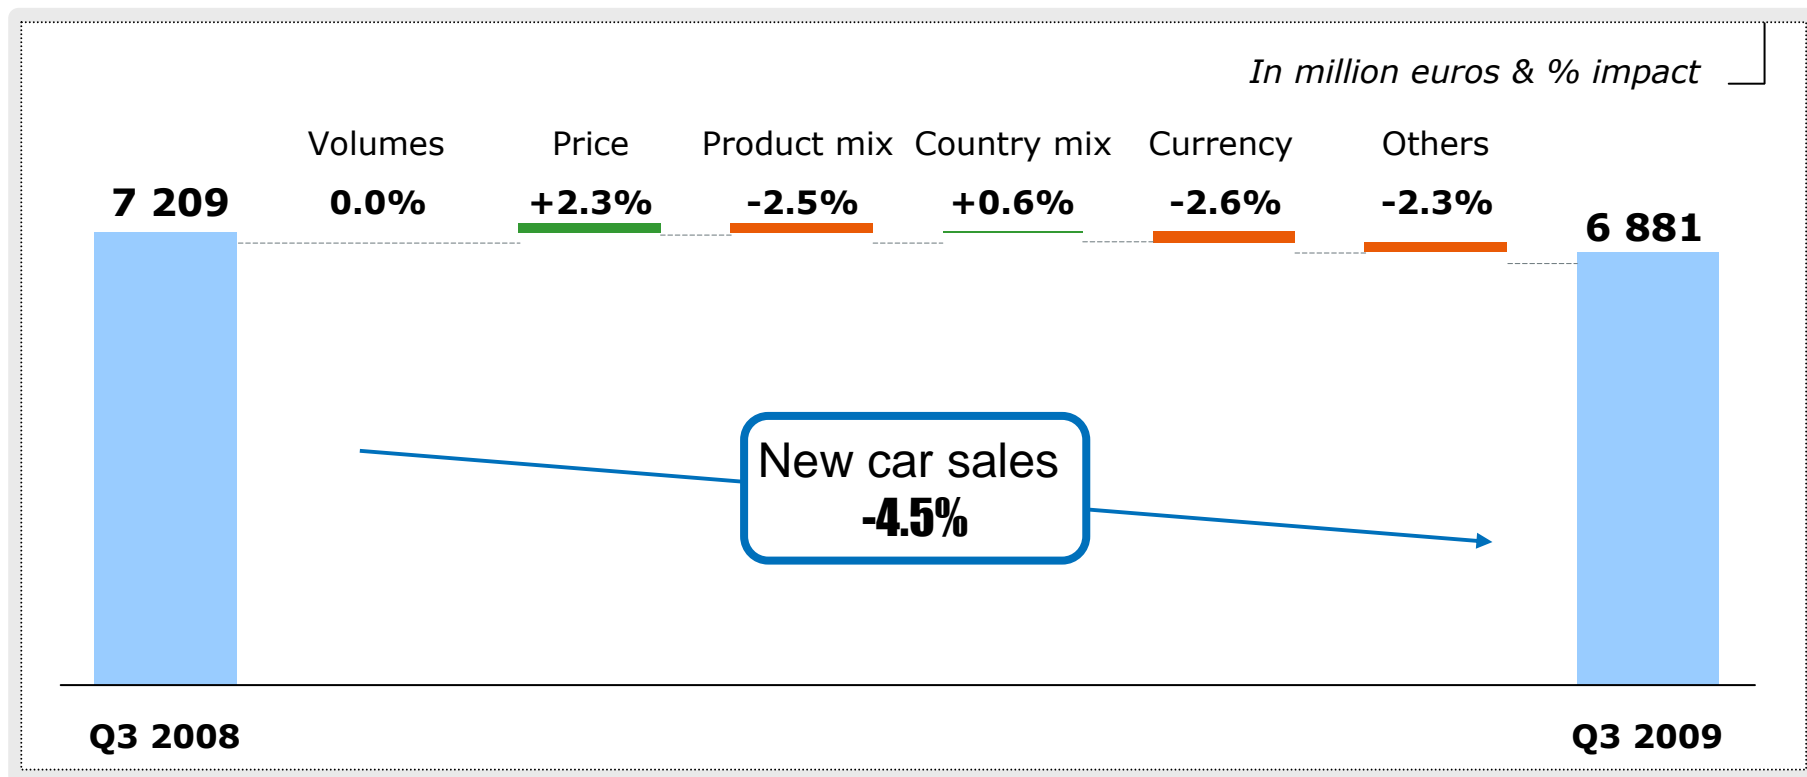 In million euros & % impact
Volumes Price Product mix Country mix Currency Others
7 209 0.0% +2.3% -2.5% +0.6% -2.6% -2.3% 6 881
New car sales
-4.5%
Q3 2008 Q3 2009